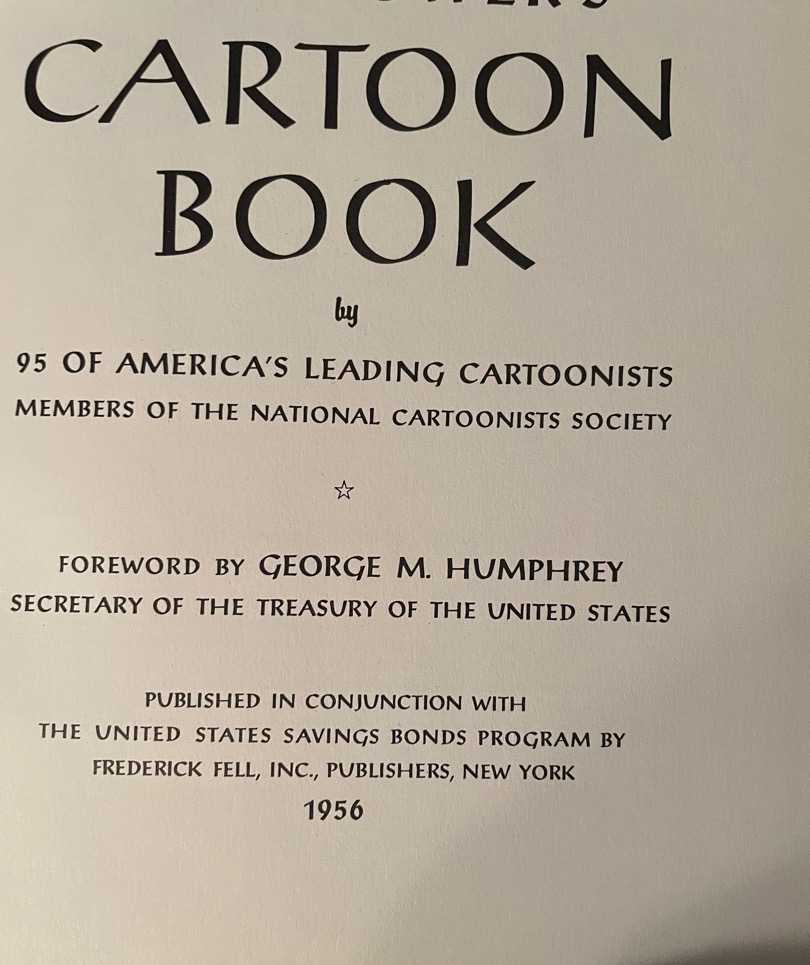 CARTOON
BOOK
by
95 OF AMERICA'S LEADING CARTOONISTS
MEMBERS OF THE NATIONAL CARTOONISTS SOCIETY
☆
FOREWORD BY GEORGE M. HUMPHREY
SECRETARY OF THE TREASURY OF THE UNITED STATES
PUBLISHED IN CONJUNCTION WITH
THE UNITED STATES SAVINGS BONDS PROGRAM BY
FREDERICK FELL, INC., PUBLISHERS, NEW YORK
1956